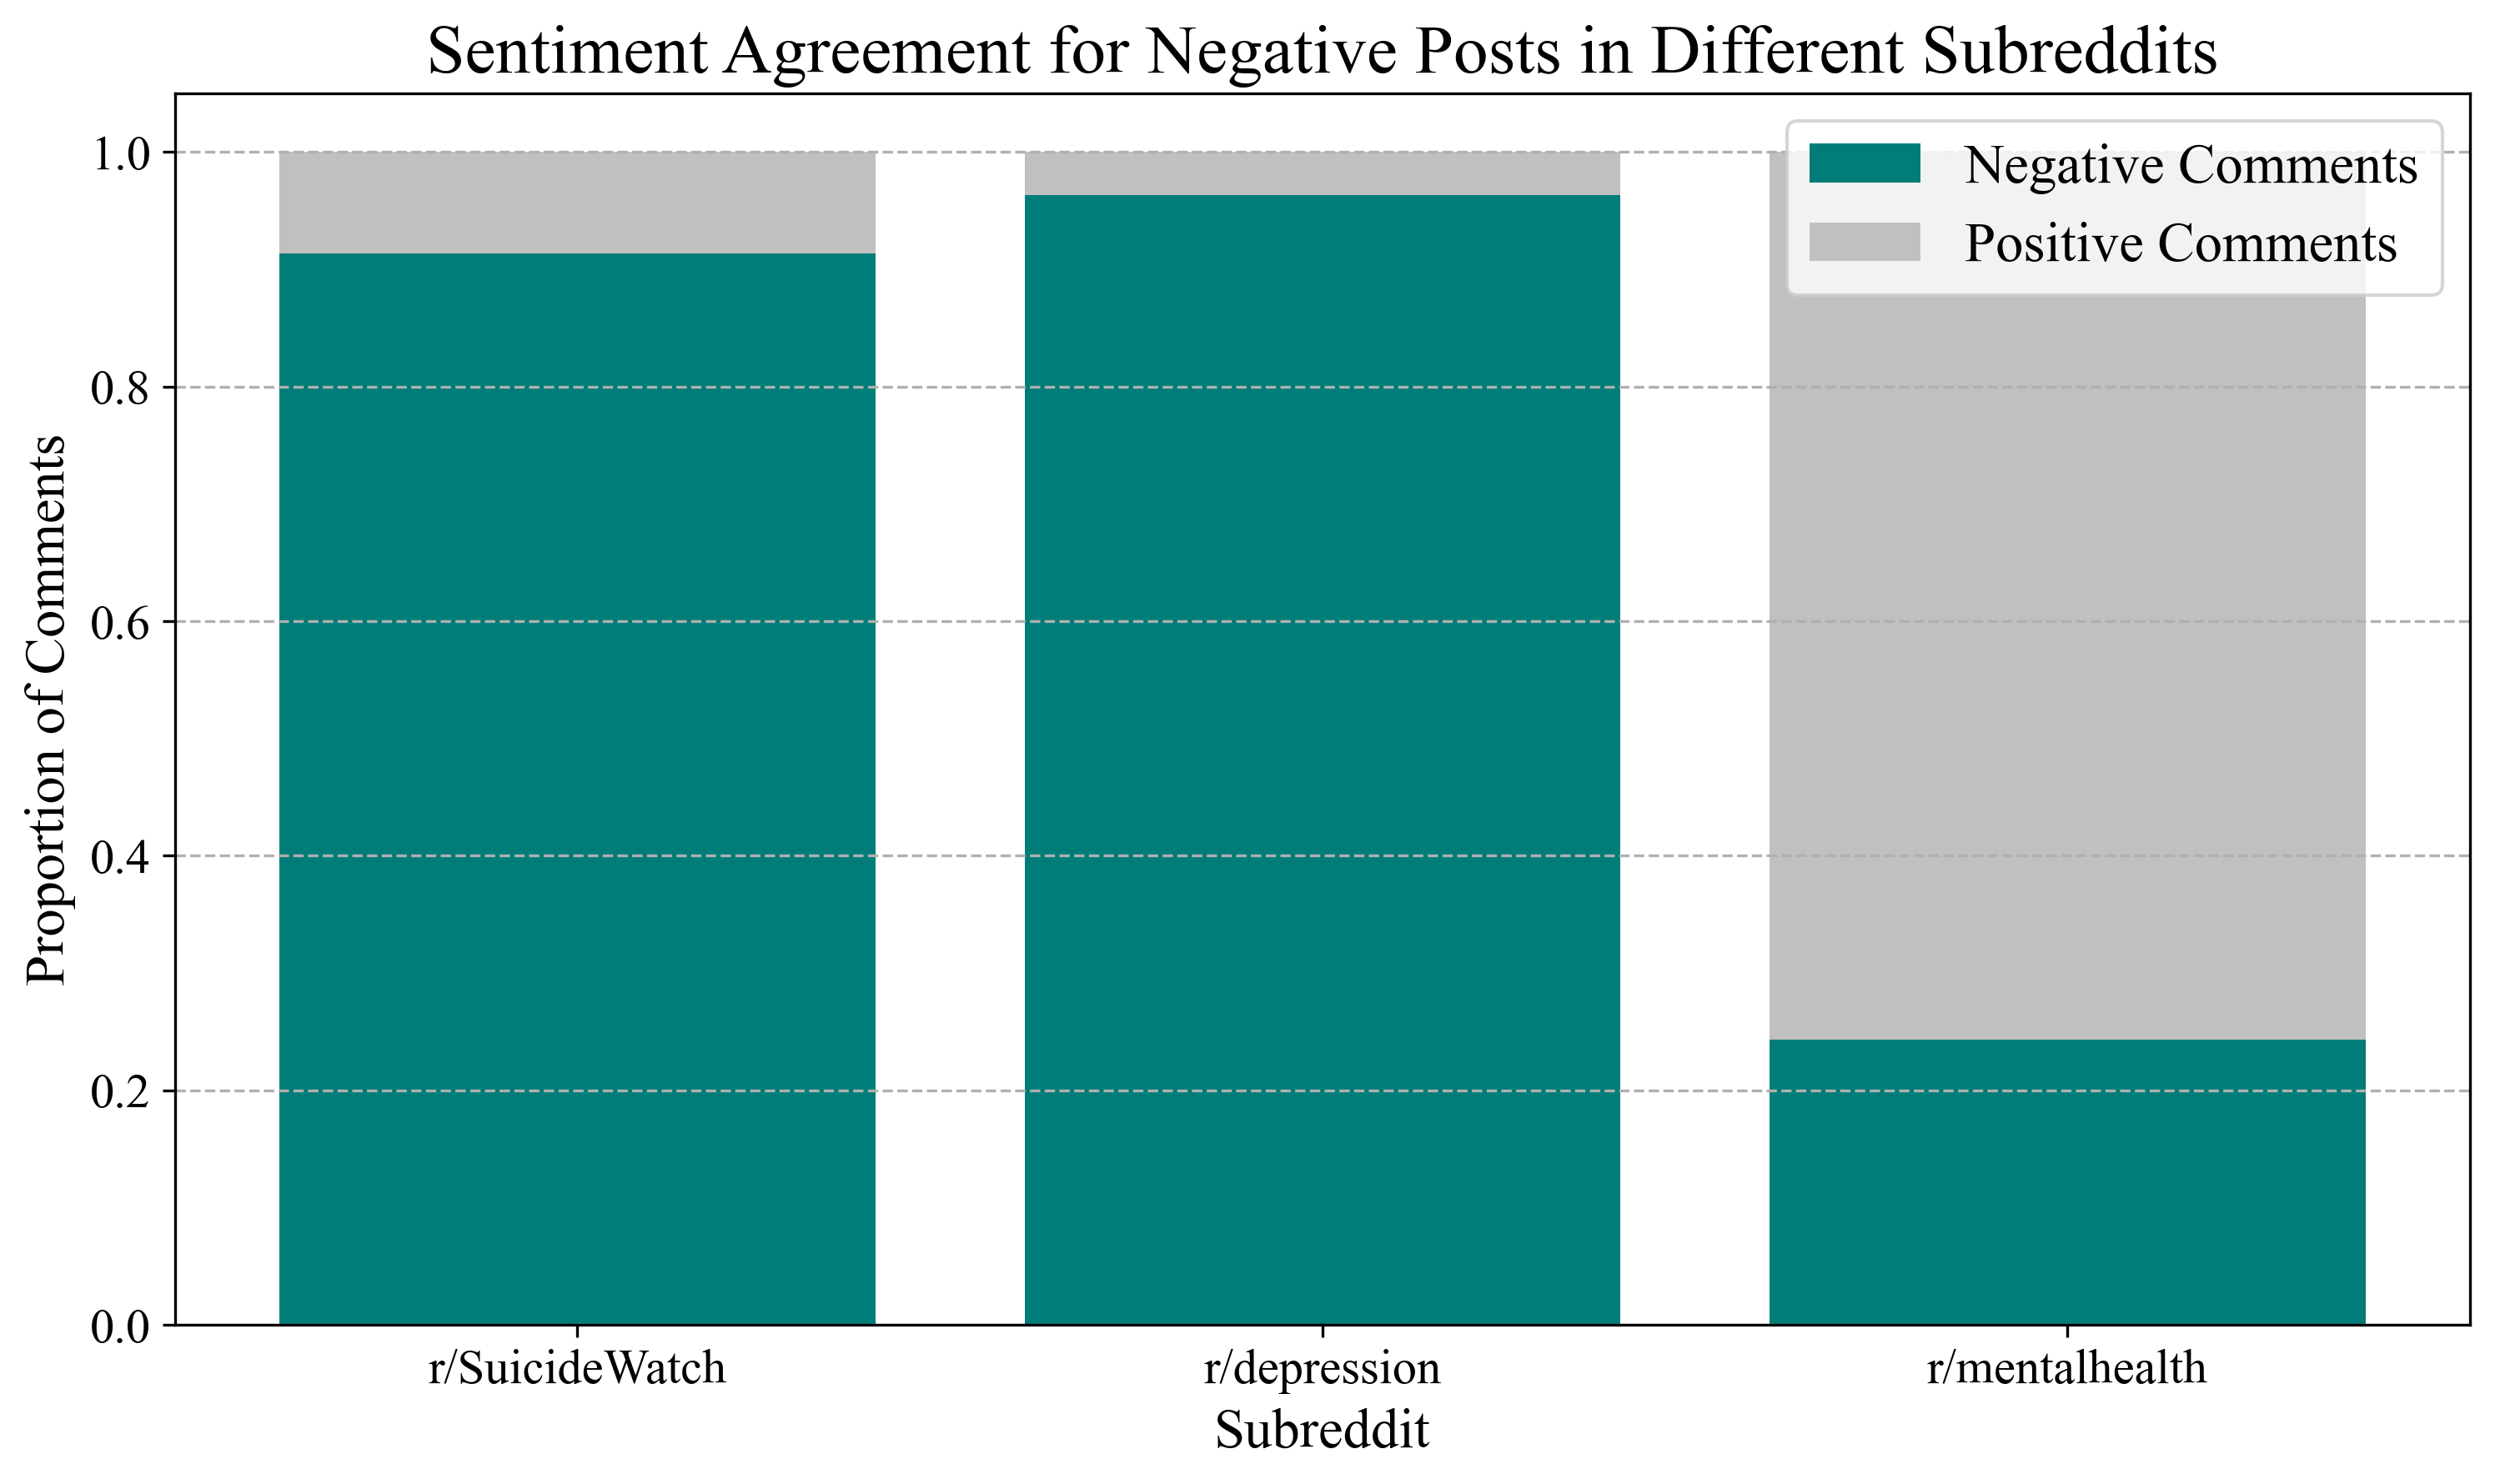 Sentiment Agreement for Negative Posts in Different Subreddits
Negative Comments
Positive Comments
1.0
0.8
0.6
0.4
0.2
0.0
Proportion of Comments
r/SuicideWatch r/depression r/mentalhealth
Subreddit